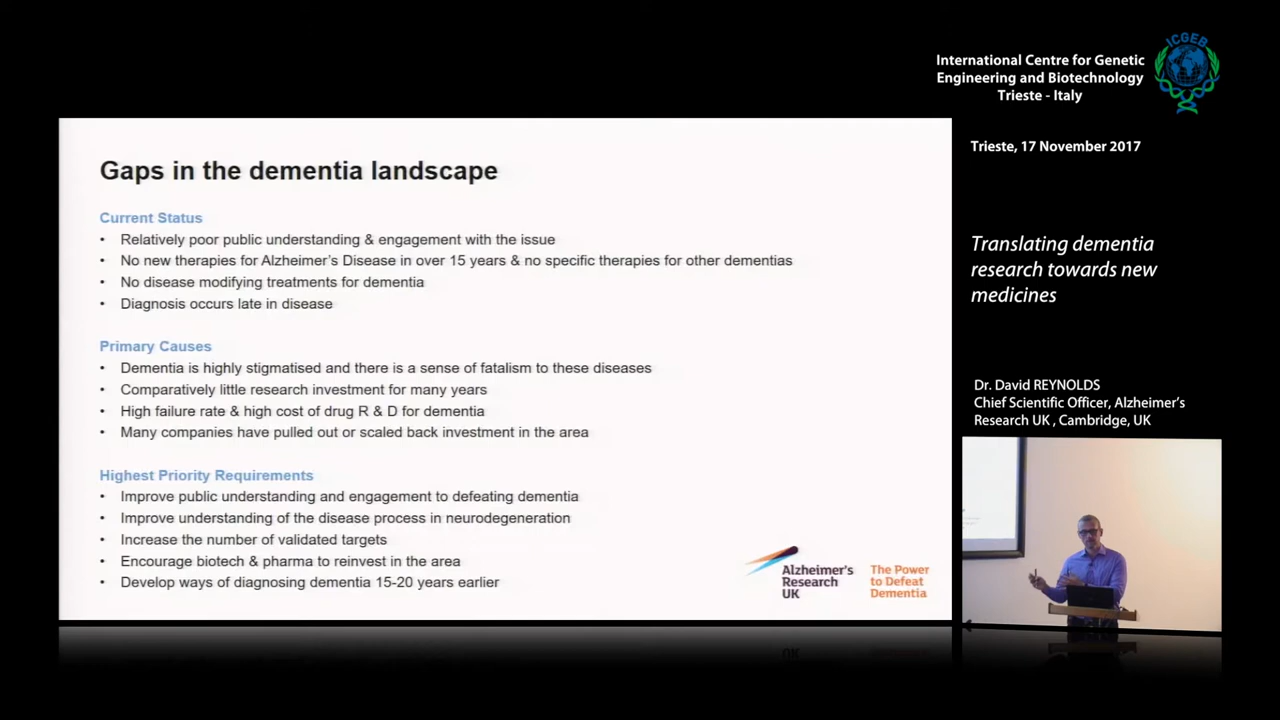 ICGEB
International Centre for Genetic
Engineering and Biotechnology
Trieste - Italy
Trieste, 17 November 2017
Gaps in the dementia landscape
Current Status
• Relatively poor public understanding & engagement with the issue
• No new therapies for Alzheimer's Disease in over 15 years & no specific therapies for other dementias
• No disease modifying treatments for dementia
• Diagnosis occurs late in disease
Primary Causes
• Dementia is highly stigmatised and there is a sense of fatalism to these diseases
• Comparatively little research investment for many years
• High failure rate & high cost of drug R & D for dementia
• Many companies have pulled out or scaled back investment in the area
Highest Priority Requirements
• Improve public understanding and engagement to defeating dementia
• Improve understanding of the disease process in neurodegeneration
• Increase the number of validated targets
• Encourage biotech & pharma to reinvest in the area
• Develop ways of diagnosing dementia 15-20 years earlier
Alzheimer's
Research
UK
The Power
to Defeat
Dementia
Translating dementia
research towards new
medicines
Dr. David REYNOLDS
Chief Scientific Officer, Alzheimer's
Research UK , Cambridge, UK